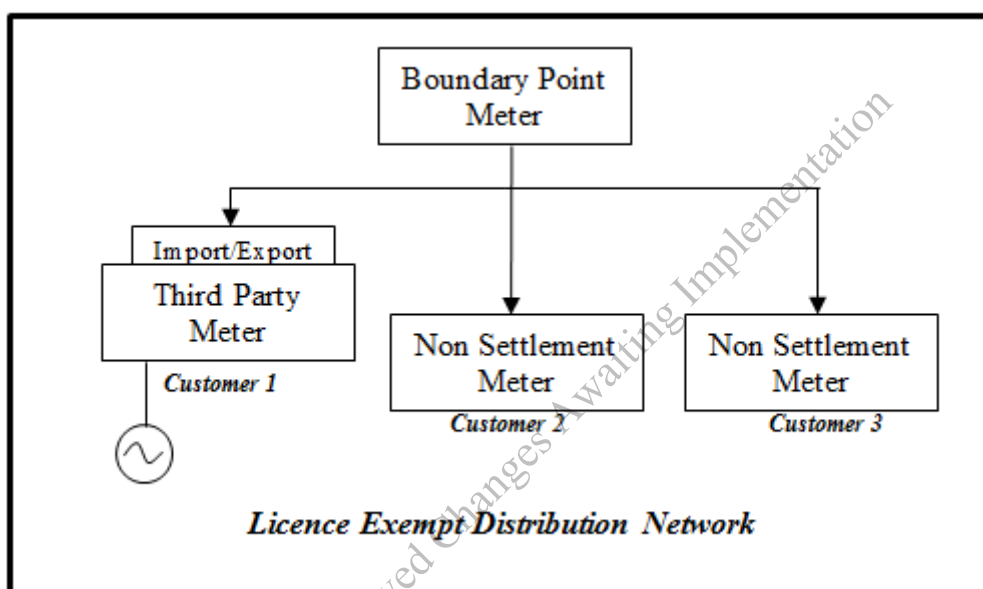 Boundary Point
Meter
Import/Export
Third Party
Meter
Customer 1
Non Settlement
Meter
Customer 2
Non Settlement
Meter
Customer 3
Licence Exempt Distribution Network
Changes Awaiting Implementation